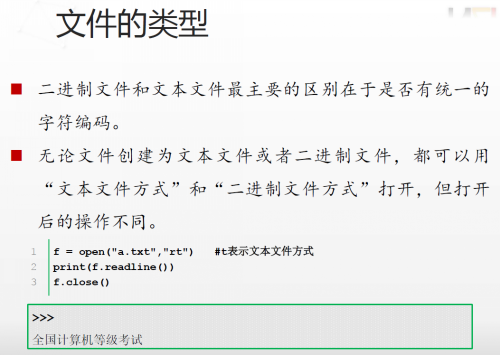 文件的类型
二进制文件和文本文件最主要的区别在于是否有统一的
字符编码。
无论文件创建为文本文件或者二进制文件，都可以用
“文本文件方式”和“二进制文件方式”打开，但打开
后的操作不同。
1 f = open("a.txt","rt") #t表示文本文件方式
2 print(f.readline())
3 f.close()
>>>
全国计算机等级考试